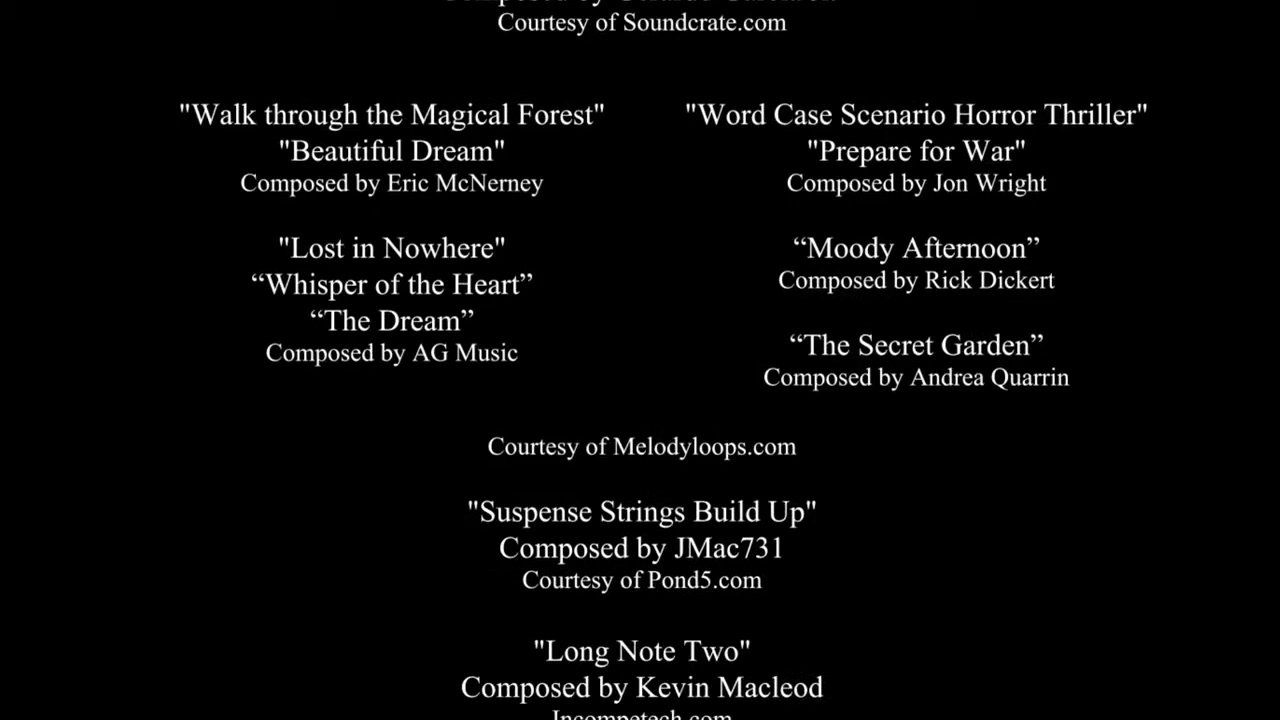 Courtesy of Soundcrate.com
"Walk through the Magical Forest"
"Beautiful Dream"
Composed by Eric McNerney
"Lost in Nowhere"
“Whisper of the Heart”
“The Dream”
Composed by AG Music
"Word Case Scenario Horror Thriller"
"Prepare for War"
Composed by Jon Wright
“Moody Afternoon”
Composed by Rick Dickert
“The Secret Garden”
Composed by Andrea Quarrin
Courtesy of Melodyloops.com
"Suspense Strings Build Up"
Composed by JMac731
Courtesy of Pond5.com
"Long Note Two"
Composed by Kevin Macleod
Incompetech.com